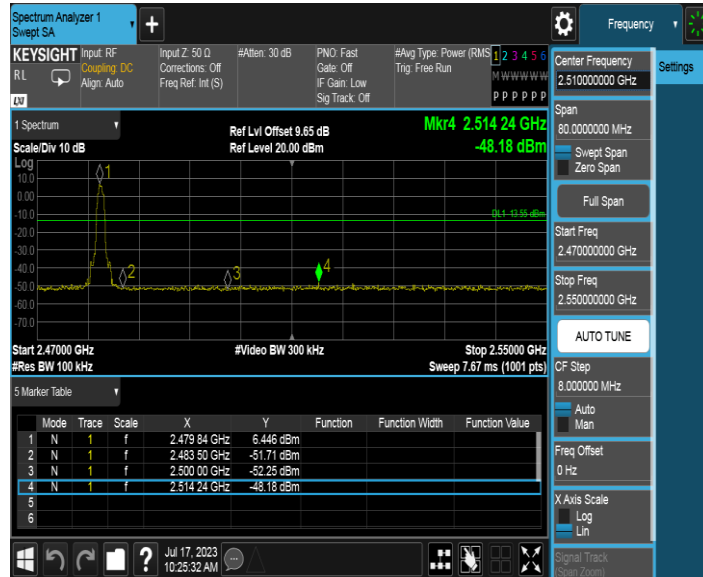 Spectrum Analyzer 1
Swept SA
+
Frequency
KEYSIGHT Input: RF
RL
Coupling: DC
Align: Auto
LXI
Input Z: 50 Ω
Corrections: Off
Freq Ref: Int (S)
#Atten: 30 dB
PNO: Fast
Gate: Off
IF Gain: Low
Sig Track: Off
#Avg Type: Power (RMS
Trig: Free Run
1 2 3 4 5 6
M W W W W W
P P P P P P
Center Frequency
2.510000000 GHz
Settings
Span
80.0000000 MHz
Swept Span
Zero Span
Full Span
Start Freq
2.470000000 GHz
Stop Freq
2.550000000 GHz
AUTO TUNE
CF Step
8.000000 MHz
Auto
Man
Freq Offset
0 Hz
X Axis Scale
Log
Lin
Signal Track
(Span Zoom)
1 Spectrum
Scale/Div 10 dB
Ref Lvl Offset 9.65 dB
Ref Level 20.00 dBm
Mkr4 2.514 24 GHz
-48.18 dBm
Log
10.0
0.00
-10.0
-20.0
-30.0
-40.0
-50.0
-60.0
-70.0
1
2
3
4
DL1 -13.55 dBm
Start 2.47000 GHz
#Res BW 100 kHz
#Video BW 300 kHz
Stop 2.55000 GHz
Sweep 7.67 ms (1001 pts)
5 Marker Table
Mode Trace Scale X Y Function Function Width Function Value
1 N 1 f 2.479 84 GHz 6.446 dBm
2 N 1 f 2.483 50 GHz -51.71 dBm
3 N 1 f 2.500 00 GHz -52.25 dBm
4 N 1 f 2.514 24 GHz -48.18 dBm
5
6
?
Jul 17, 2023
10:25:32 AM